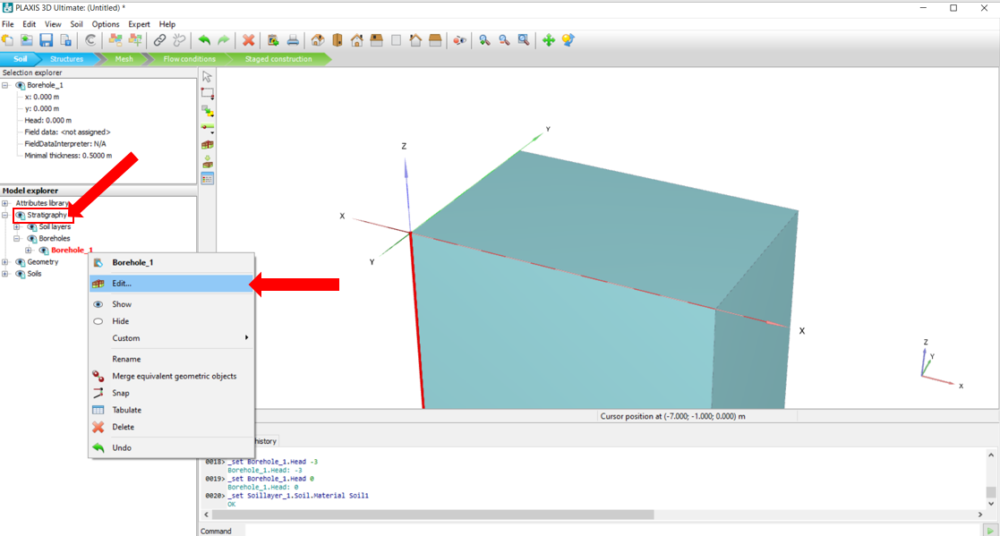 PLAXIS 3D Ultimate: (Untitled) *
File Edit View Soil Options Expert Help
Soil Structures Mesh Flow conditions Staged construction
Selection explorer
Borehole_1
x: 0.000 m
y: 0.000 m
Head: 0.000 m
Field data: <not assigned>
FieldDataInterpreter: N/A
Minimal thickness: 0.5000 m
Model explorer
Attributes library
Stratigraphy
Soil layers
Boreholes
Borehole_1
Geometry
Soils
Borehole_1
Edit...
Show
Hide
Custom
Rename
Merge equivalent geometric objects
Snap
Tabulate
Delete
Undo
Y
Z
X
Y
X
Z
Y
X
Cursor position at (-7.000; -1.000; 0.000) m
history
0018> _set Borehole_1.Head -3
Borehole_1.Head: -3
0019> _set Borehole_1.Head 0
Borehole_1.Head: 0
0020> _set Soillayer_1.Soil.Material Soil1
OK
Command